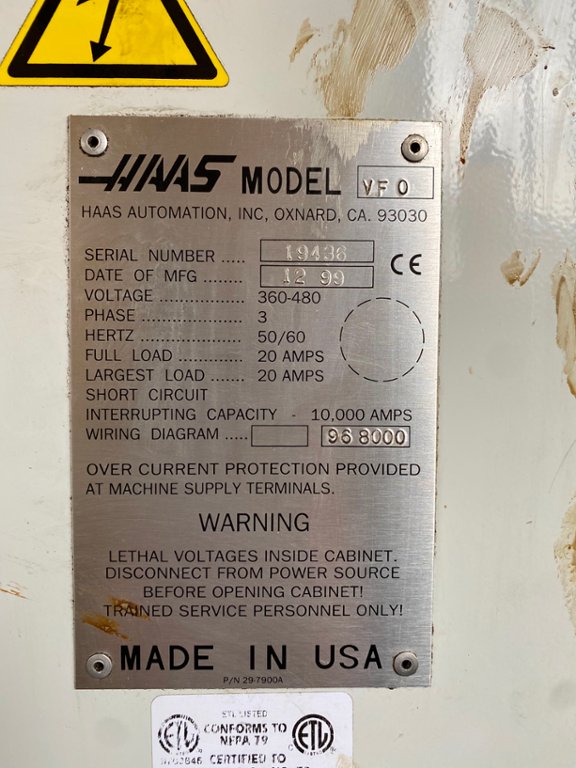 HAAS MODEL VF0
HAAS AUTOMATION, INC, OXNARD, CA. 93030
SERIAL NUMBER ..... 19436
DATE OF MFG ........ 12 99
CE
VOLTAGE ................ 360-480
PHASE ..................... 3
HERTZ ..................... 50/60
FULL LOAD ............. 20 AMPS
LARGEST LOAD ....... 20 AMPS
SHORT CIRCUIT
INTERRUPTING CAPACITY - 10,000 AMPS
WIRING DIAGRAM ..... 96 8000
OVER CURRENT PROTECTION PROVIDED
AT MACHINE SUPPLY TERMINALS.
WARNING
LETHAL VOLTAGES INSIDE CABINET.
DISCONNECT FROM POWER SOURCE
BEFORE OPENING CABINET!
TRAINED SERVICE PERSONNEL ONLY!
MADE IN USA
P/N 29-7900A
ETL LISTED
CONFORMS TO
NFPA 79
CERTIFIED TO
ETL